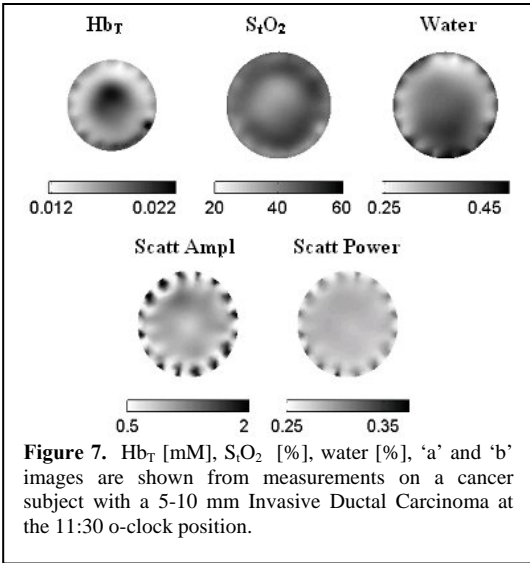 HbT StO2 Water
0.012 0.022 20 40 60 0.25 0.45
Scatt Ampl Scatt Power
0.5 2 0.25 0.35
Figure 7. HbT [mM], StO2 [%], water [%], ‘a’ and ‘b’
images are shown from measurements on a cancer
subject with a 5-10 mm Invasive Ductal Carcinoma at
the 11:30 o-clock position.